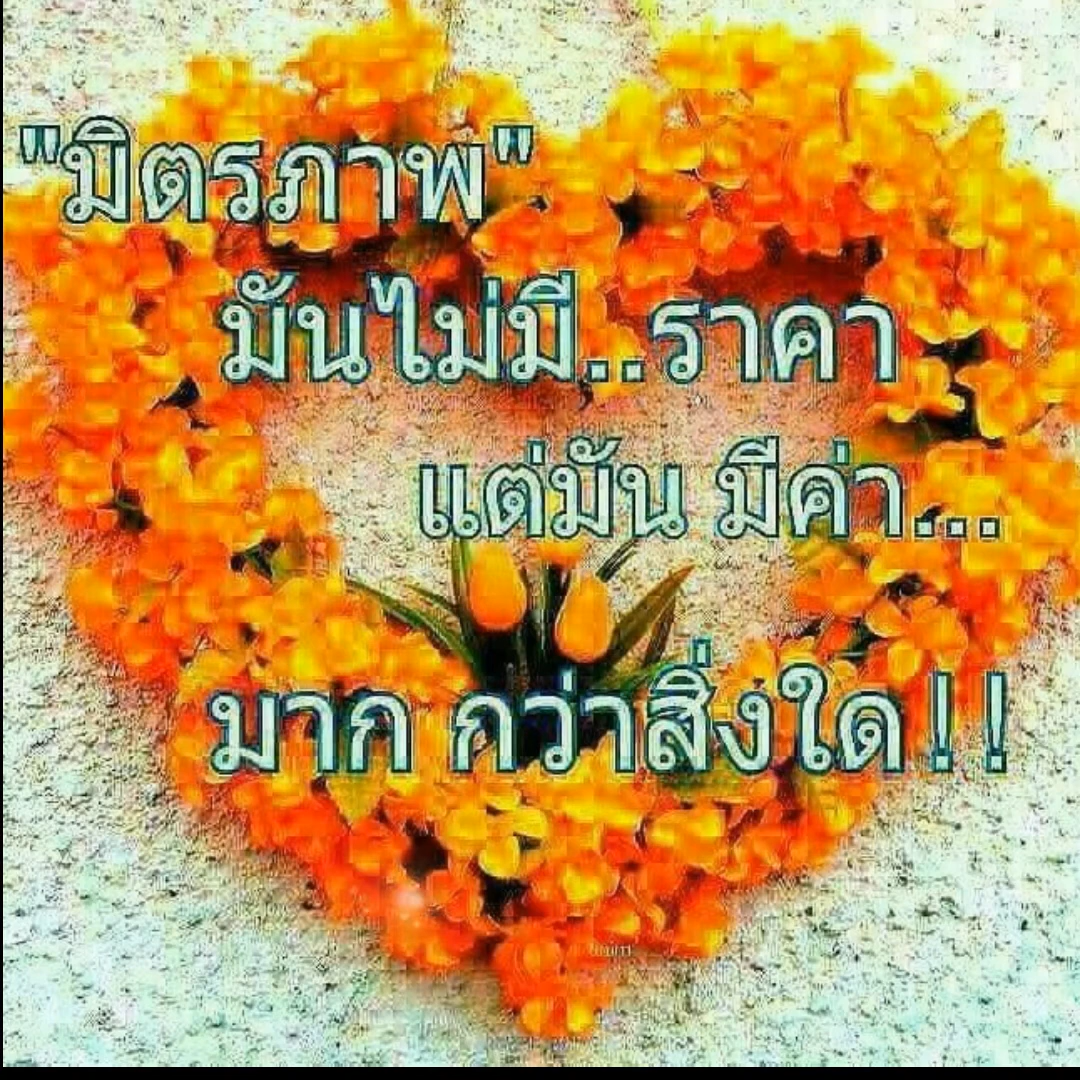 "มิตรภาพ"
มันไม่มี..ราคา
แต่มัน มีค่า...
มาก กว่าสิ่งใด!!